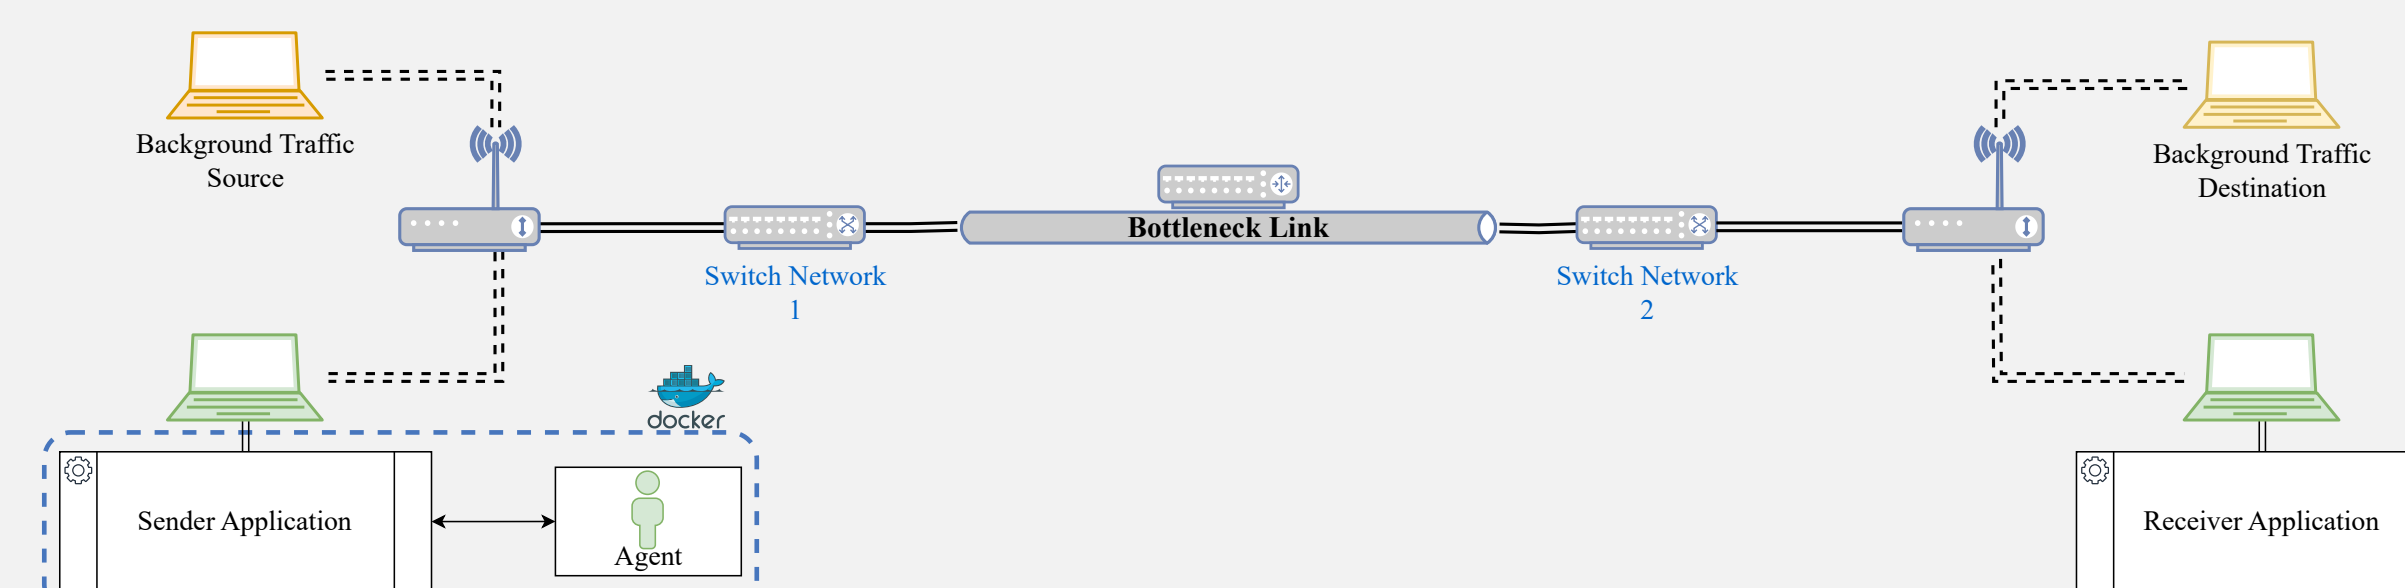 Background Traffic
Source
Background Traffic
Destination
Bottleneck Link
Switch Network
1
Switch Network
2
docker
Sender Application
Agent
Receiver Application